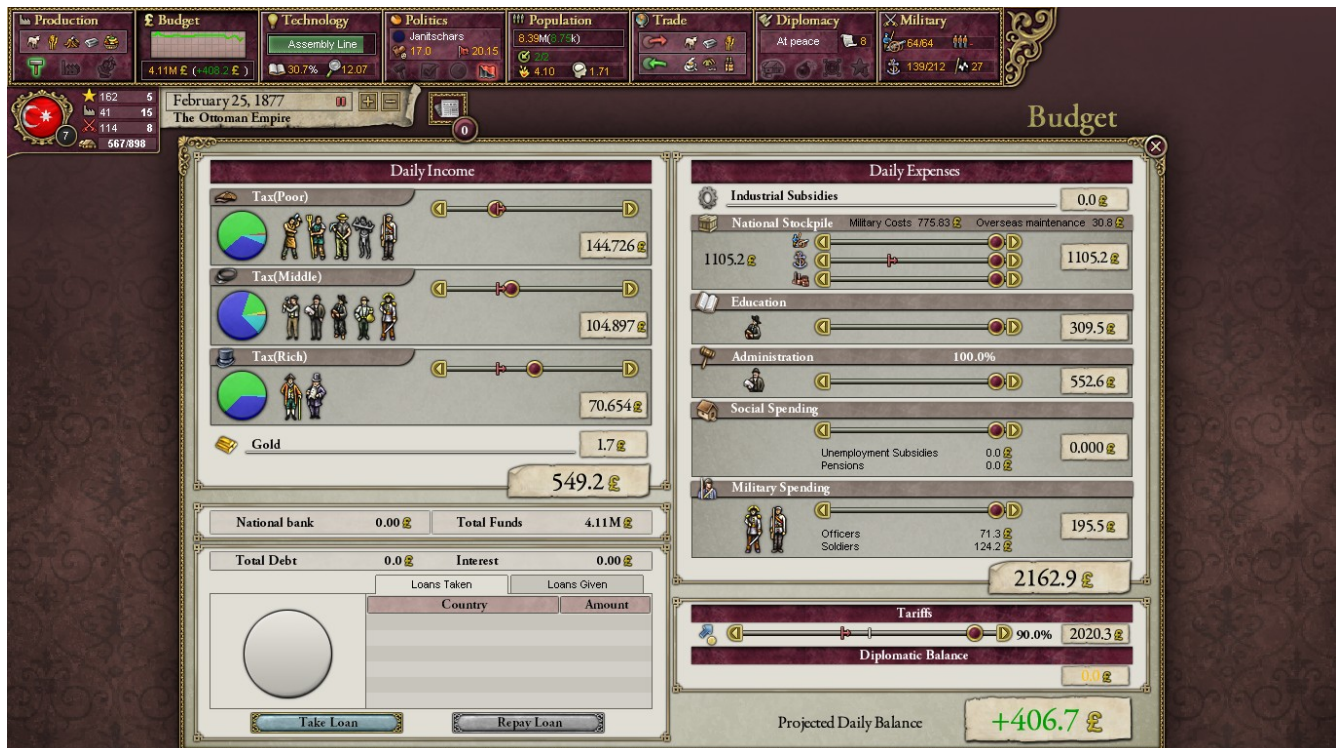 Production
£ Budget
Technology
Politics
Population
Trade
Diplomacy
Military
4.11M £ (+408.2 £ )
Assembly Line
30.7% 12.07
Janitschars
17.0 20.15
8.39M(8.76k)
2/2
4.10 1.71
At peace 8
64/64 -
139/212 27
162 5
41 15
114 8
7
567/898
February 25, 1877
The Ottoman Empire
0
Budget
Daily Income
Tax(Poor)
144.726
Tax(Middle)
104.897
Tax(Rich)
70.654
Gold 1.7
549.2
National bank 0.00 Total Funds 4.11M
Total Debt 0.0 Interest 0.00
Loans Taken Loans Given
Country Amount
Take Loan Repay Loan
Daily Expenses
Industrial Subsidies 0.0
National Stockpile Military Costs 775.83 Overseas maintenance 30.8
1105.2 1105.2
Education
309.5
Administration 100.0%
552.6
Social Spending
0.000
Unemployment Subsidies 0.0
Pensions 0.0
Military Spending
195.5
Officers 71.3
Soldiers 124.2
2162.9
Tariffs
90.0% 2020.3
Diplomatic Balance
0.0
Projected Daily Balance +406.7